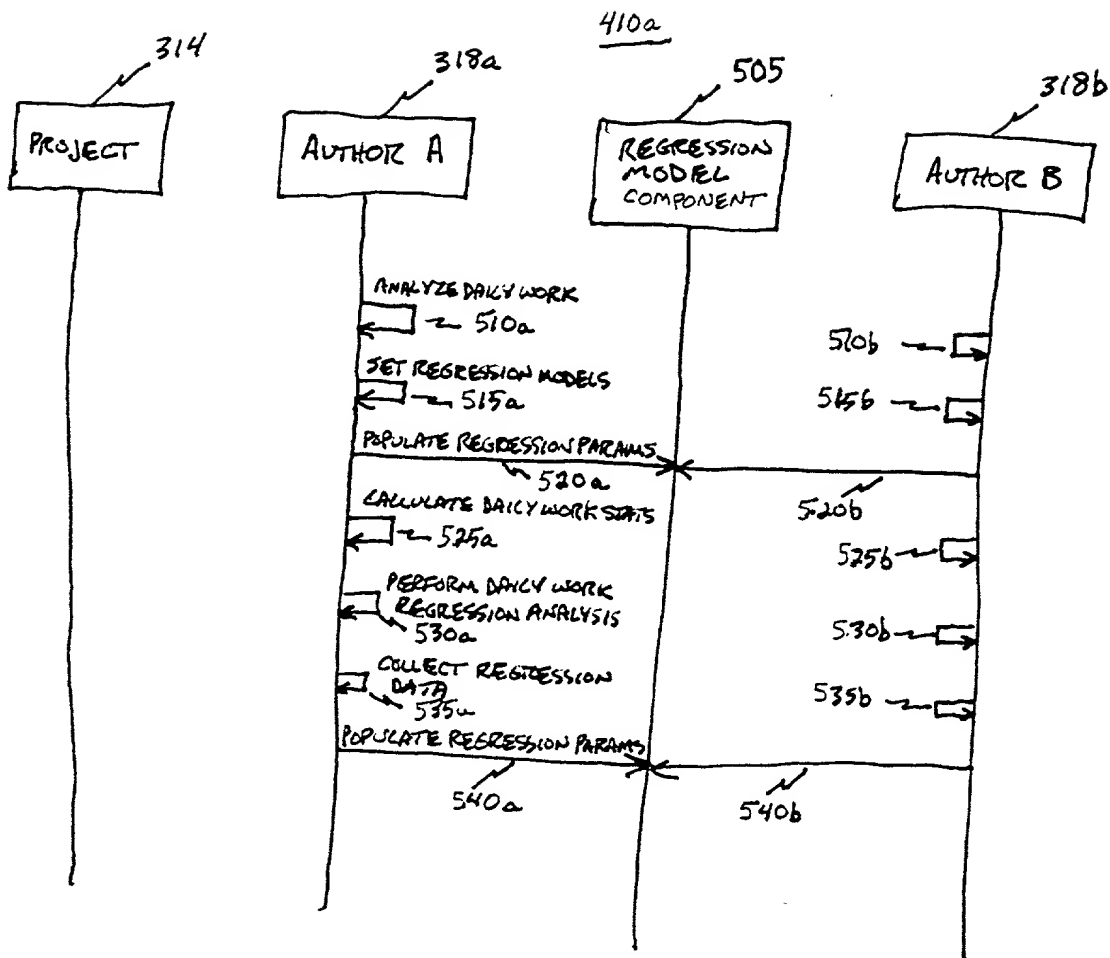 410a
314
318a
505
318b
PROJECT
AUTHOR A
REGRESSION
MODEL
COMPONENT
AUTHOR B
ANALYZE DAILY WORK
510a
510b
SET REGRESSION MODELS
515a
515b
POPULATE REGRESSION PARAMS
520a
520b
CALCULATE DAILY WORK STATS
525a
525b
PERFORM DAILY WORK
REGRESSION ANALYSIS
530a
530b
COLLECT REGRESSION
DATA
535a
535b
POPULATE REGRESSION PARAMS
540a
540b